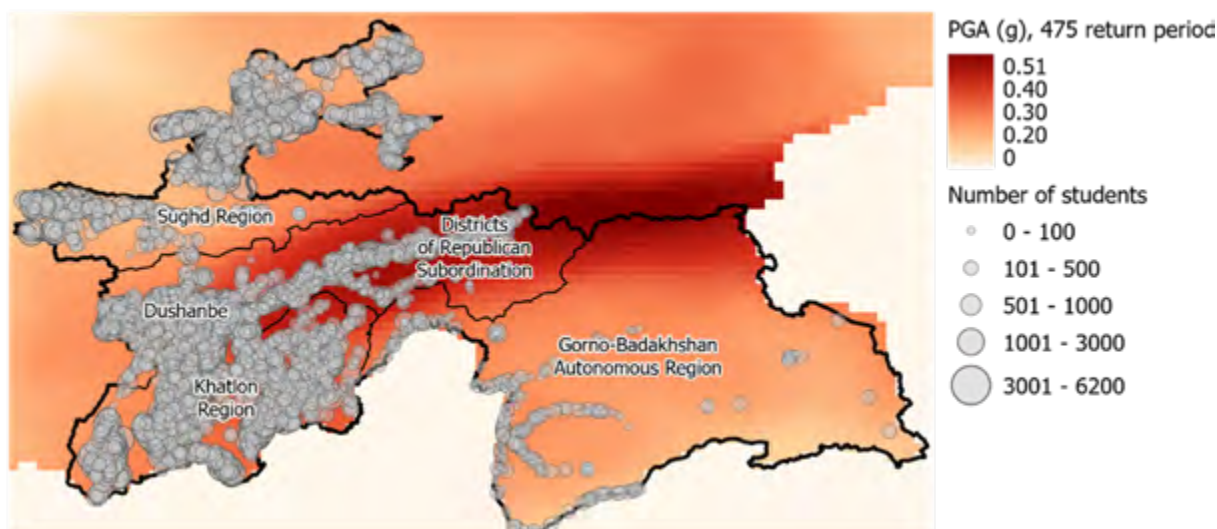 PGA (g), 475 return period
0.51
0.40
0.30
0.20
0
Number of students
0 - 100
101 - 500
501 - 1000
1001 - 3000
3001 - 6200
Sughd Region
Districts
of Republican
Subordination
Dushanbe
Khatlon
Region
Gorno-Badakhshan
Autonomous Region